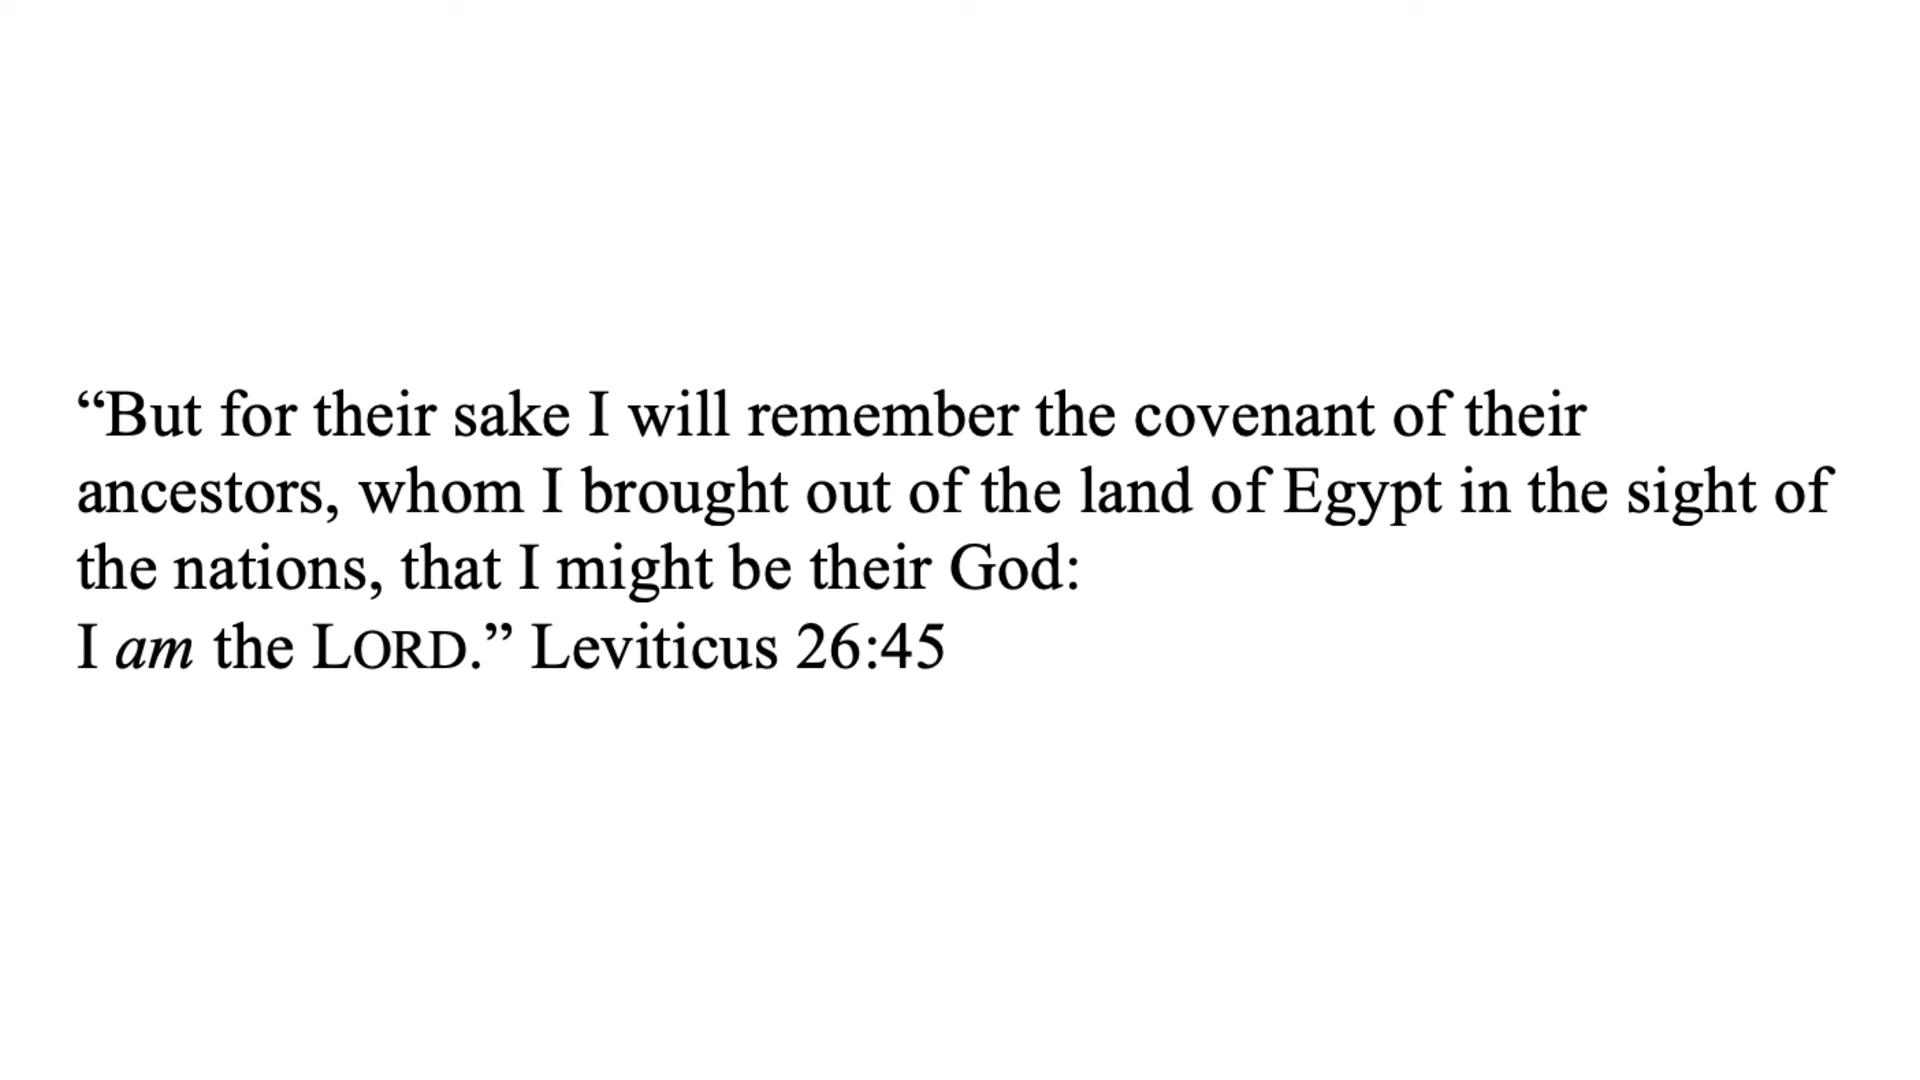 “But for their sake I will remember the covenant of their
ancestors, whom I brought out of the land of Egypt in the sight of
the nations, that I might be their God:
I am the LORD.” Leviticus 26:45